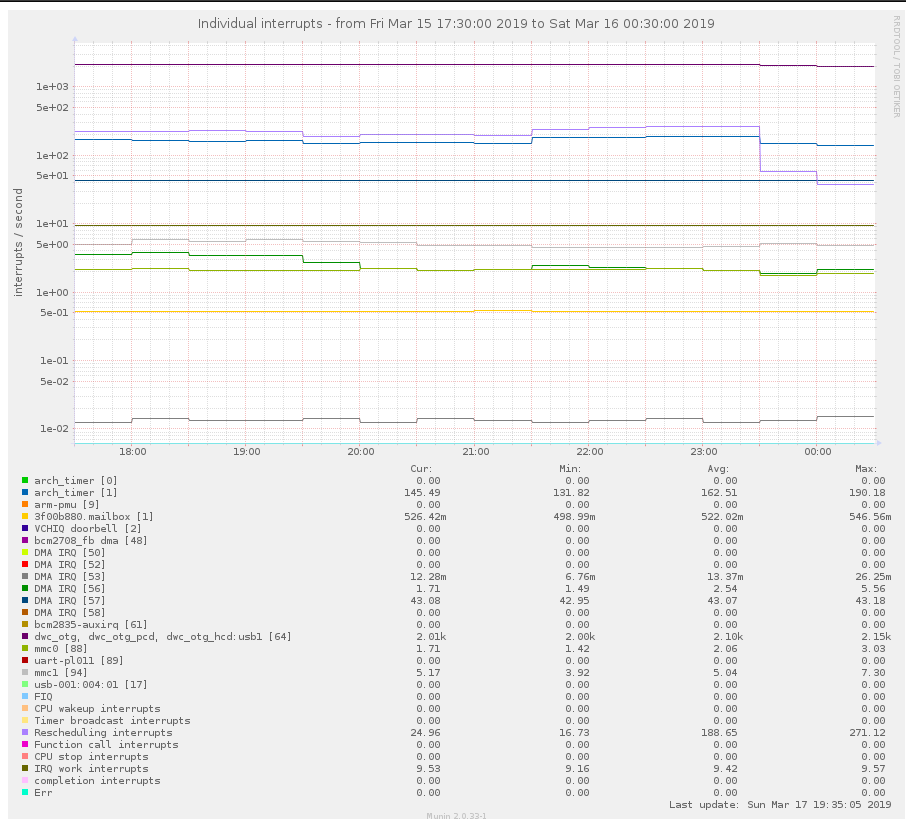 Individual interrupts - from Fri Mar 15 17:30:00 2019 to Sat Mar 16 00:30:00 2019
RRDTOOL / TOBI OETIKER
interrupts / second
1e+03
5e+02
1e+02
5e+01
1e+01
5e+00
1e+00
5e-01
1e-01
5e-02
1e-02
18:00 19:00 20:00 21:00 22:00 23:00 00:00
Cur: Min: Avg: Max:
arch_timer [0] 0.00 0.00 0.00 0.00
arch_timer [1] 145.49 131.82 162.51 190.18
arm-pmu [9] 0.00 0.00 0.00 0.00
3f00b880.mailbox [1] 526.42m 498.99m 522.02m 546.56m
VCHIQ doorbell [2] 0.00 0.00 0.00 0.00
bcm2708_fb dma [48] 0.00 0.00 0.00 0.00
DMA IRQ [50] 0.00 0.00 0.00 0.00
DMA IRQ [52] 0.00 0.00 0.00 0.00
DMA IRQ [53] 12.28m 6.76m 13.37m 26.25m
DMA IRQ [56] 1.71 1.49 2.54 5.56
DMA IRQ [57] 43.08 42.95 43.07 43.18
DMA IRQ [58] 0.00 0.00 0.00 0.00
bcm2835-auxirq [61] 0.00 0.00 0.00 0.00
dwc_otg, dwc_otg_pcd, dwc_otg_hcd:usb1 [64] 2.01k 2.00k 2.10k 2.15k
mmc0 [88] 1.71 1.42 2.06 3.03
uart-pl011 [89] 0.00 0.00 0.00 0.00
mmc1 [94] 5.17 3.92 5.04 7.30
usb-001:004:01 [17] 0.00 0.00 0.00 0.00
FIQ 0.00 0.00 0.00 0.00
CPU wakeup interrupts 0.00 0.00 0.00 0.00
Timer broadcast interrupts 0.00 0.00 0.00 0.00
Rescheduling interrupts 24.96 16.73 188.65 271.12
Function call interrupts 0.00 0.00 0.00 0.00
CPU stop interrupts 0.00 0.00 0.00 0.00
IRQ work interrupts 9.53 9.16 9.42 9.57
completion interrupts 0.00 0.00 0.00 0.00
Err 0.00 0.00 0.00 0.00
Last update: Sun Mar 17 19:35:05 2019
Munin 2.0.33-1